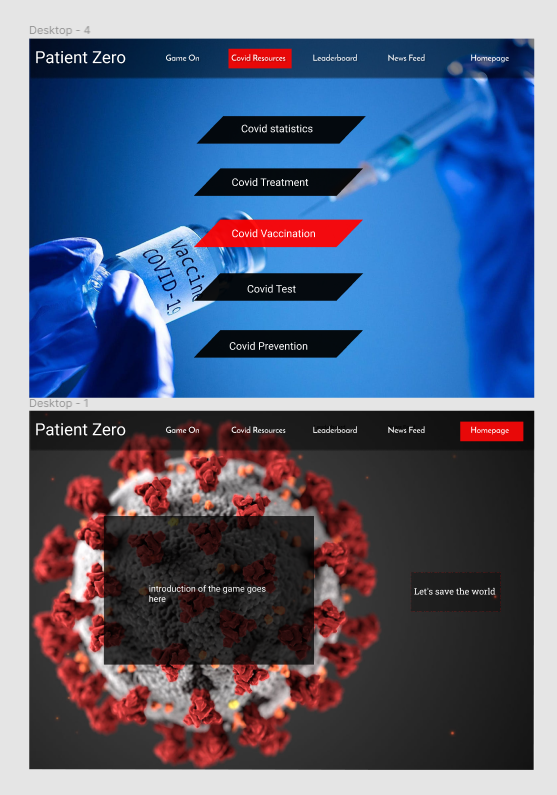 Desktop - 4
Patient Zero
Game On
Covid Resources
Leaderboard
News Feed
Homepage
Covid statistics
Covid Treatment
Covid Vaccination
vaccine
COVID-19
Covid Test
Covid Prevention
Desktop - 1
Patient Zero
Game On
Covid Resources
Leaderboard
News Feed
Homepage
introduction of the game goes
here
Let's save the world